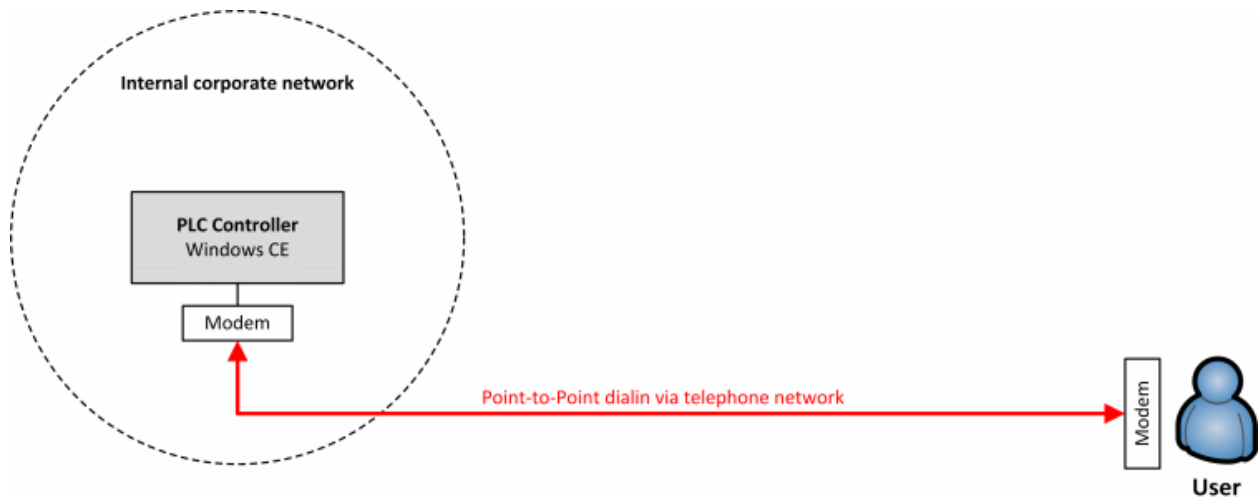 Internal corporate network
PLC Controller
Windows CE
Modem
Point-to-Point dialin via telephone network
Modem
User